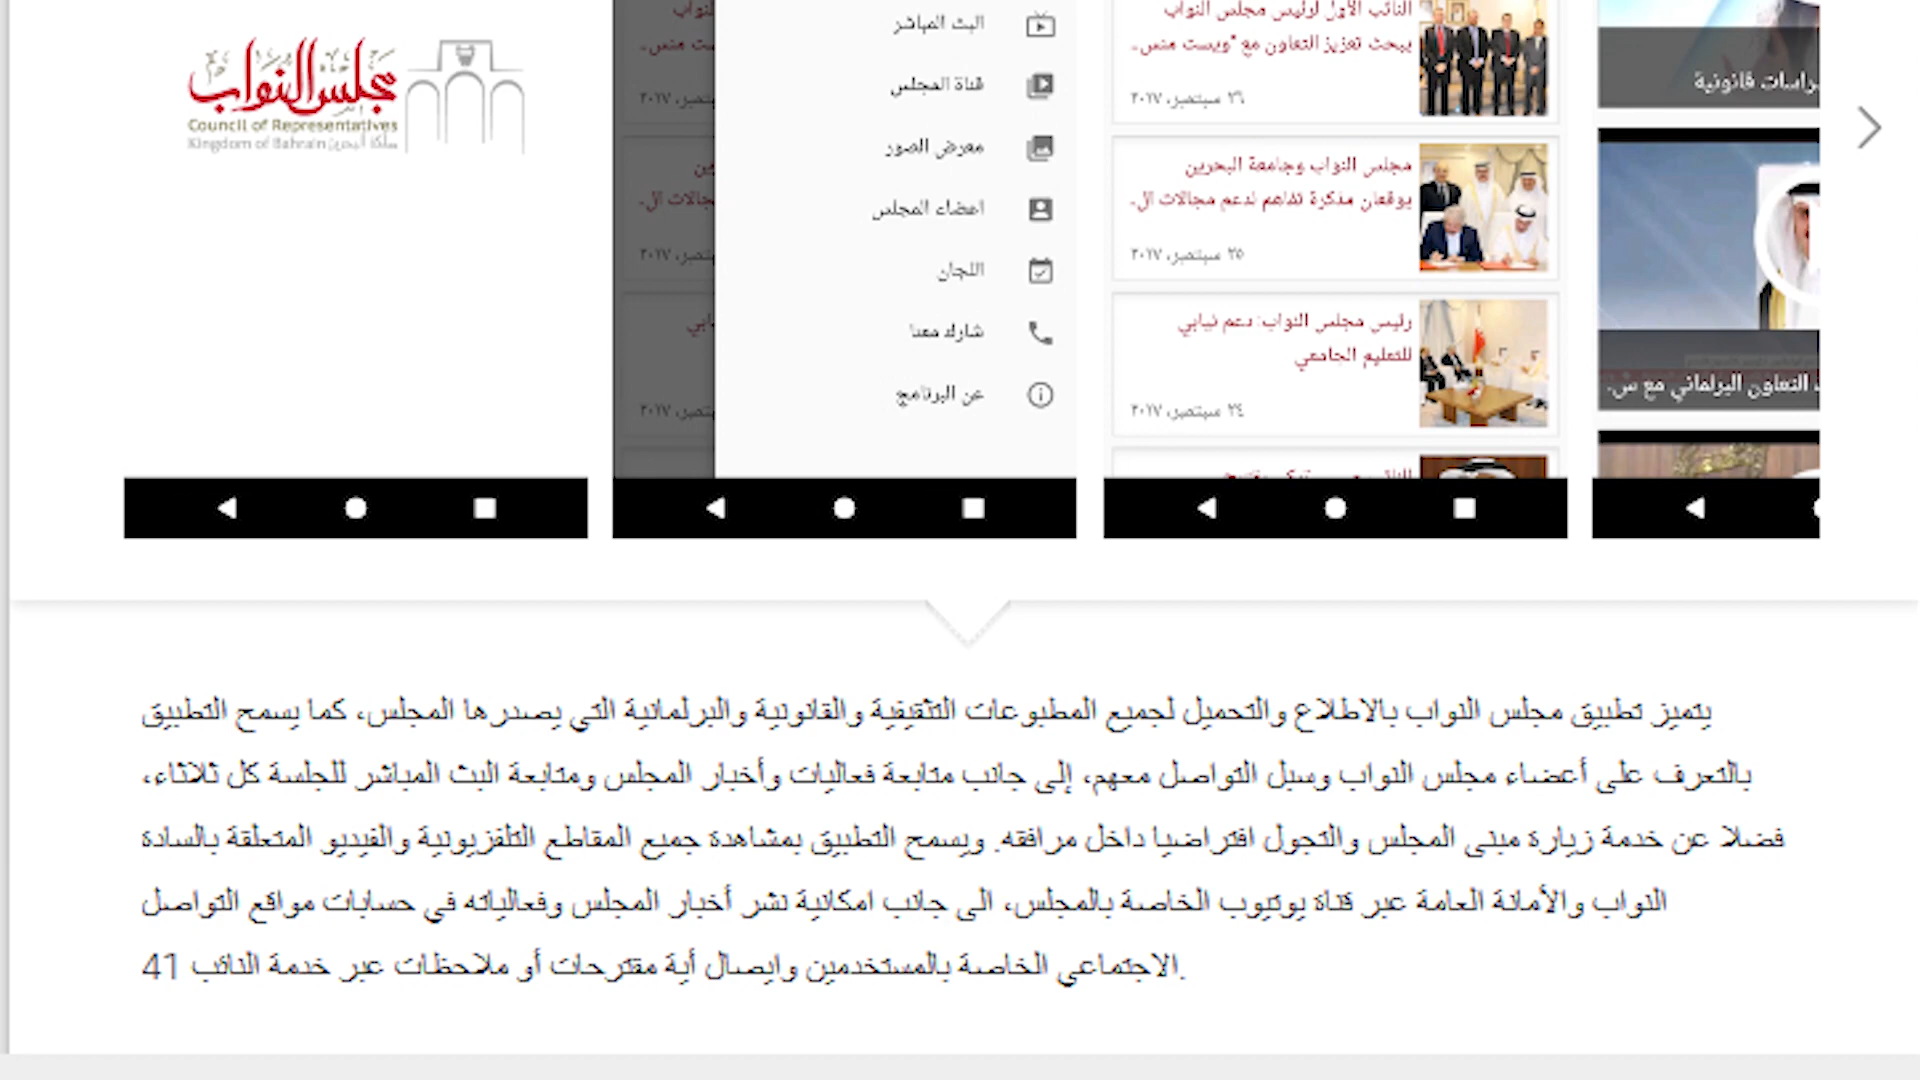 مجلس النواب
Council of Representatives
Kingdom of Bahrain مملكة البحرين
البث المباشر
قناة المجلس
معرض الصور
اعضاء المجلس
اللجان
شارك معنا
عن البرنامج
النائب الأول لرئيس مجلس النواب
يبحث تعزيز التعاون مع "ويست منس..
٢٦ سبتمبر، ٢٠١٧
مجلس النواب وجامعة البحرين
يوقعان مذكرة تفاهم لدعم مجالات ال..
٢٥ سبتمبر، ٢٠١٧
رئيس مجلس النواب: دعم نيابي
للتعليم الجامعي
٢٤ سبتمبر، ٢٠١٧
قانونية
التعاون البرلماني مع س..
يتميز تطبيق مجلس النواب بالاطلاع والتحميل لجميع المطبوعات التثقيفية والقانونية والبرلمانية التي يصدرها المجلس، كما يسمح التطبيق
بالتعرف على أعضاء مجلس النواب وسبل التواصل معهم، إلى جانب متابعة فعاليات وأخبار المجلس ومتابعة البث المباشر للجلسة كل ثلاثاء،
فضلا عن خدمة زيارة مبنى المجلس والتجول افتراضيا داخل مرافقه. ويسمح التطبيق بمشاهدة جميع المقاطع التلفزيونية والفيديو المتعلقة بالسادة
النواب والأمانة العامة عبر قناة يوتيوب الخاصة بالمجلس، الى جانب امكانية نشر أخبار المجلس وفعالياته في حسابات مواقع التواصل
الاجتماعي الخاصة بالمستخدمين وايصال أية مقترحات أو ملاحظات عبر خدمة النائب 41.